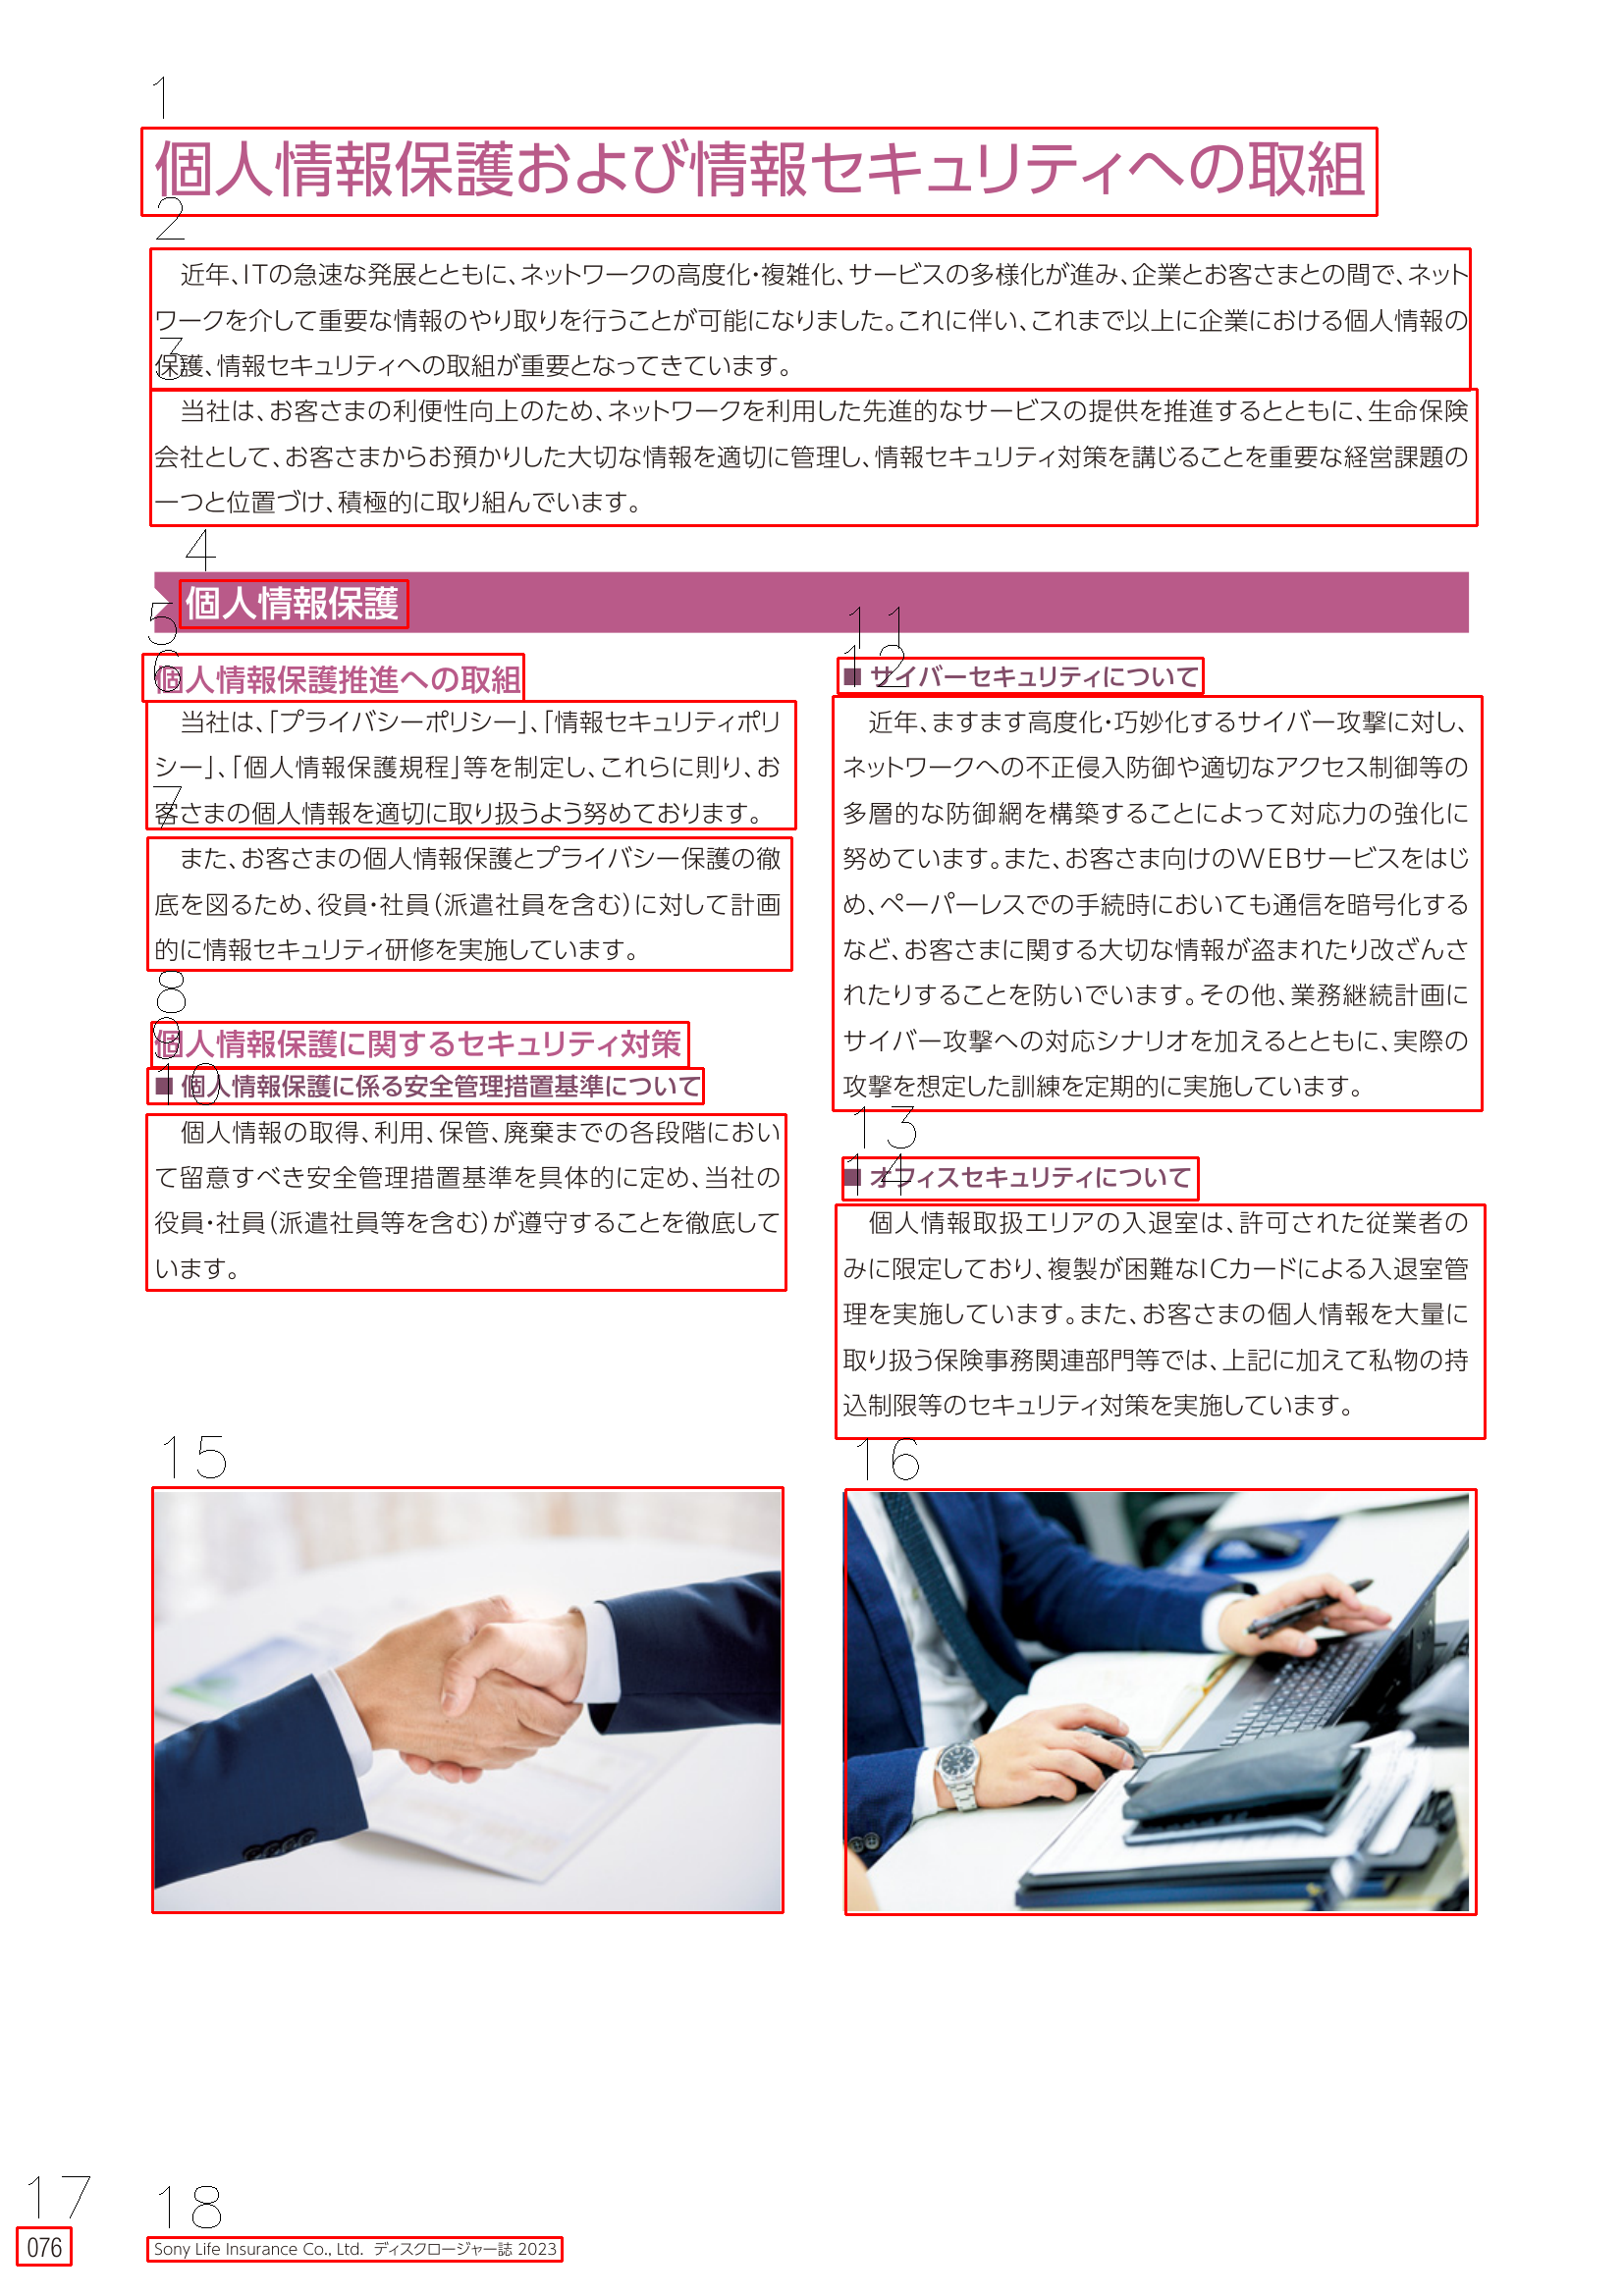 個人情報保護および情報セキュリティへの取組
近年、ITの急速な発展とともに、ネットワークの高度化・複雑化、サービスの多様化が進み、企業とお客さまとの間で、ネット
ワークを介して重要な情報のやり取りを行うことが可能になりました。これに伴い、これまで以上に企業における個人情報の
保護、情報セキュリティへの取組が重要となってきています。
当社は、お客さまの利便性向上のため、ネットワークを利用した先進的なサービスの提供を推進するとともに、生命保険
会社として、お客さまからお預かりした大切な情報を適切に管理し、情報セキュリティ対策を講じることを重要な経営課題の
一つと位置づけ、積極的に取り組んでいます。
個人情報保護
個人情報保護推進への取組
当社は、「プライバシーポリシー」、「情報セキュリティポリ
シー」、「個人情報保護規程」等を制定し、これらに則り、お
客さまの個人情報を適切に取り扱うよう努めております。
また、お客さまの個人情報保護とプライバシー保護の徹
底を図るため、役員・社員（派遣社員を含む）に対して計画
的に情報セキュリティ研修を実施しています。
個人情報保護に関するセキュリティ対策
■ 個人情報保護に係る安全管理措置基準について
個人情報の取得、利用、保管、廃棄までの各段階におい
て留意すべき安全管理措置基準を具体的に定め、当社の
役員・社員（派遣社員等を含む）が遵守することを徹底して
います。
■ サイバーセキュリティについて
近年、ますます高度化・巧妙化するサイバー攻撃に対し、
ネットワークへの不正侵入防御や適切なアクセス制御等の
多層的な防御網を構築することによって対応力の強化に
努めています。また、お客さま向けのWEBサービスをはじ
め、ペーパーレスでの手続時においても通信を暗号化する
など、お客さまに関する大切な情報が盗まれたり改ざんさ
れたりすることを防いでいます。その他、業務継続計画に
サイバー攻撃への対応シナリオを加えるとともに、実際の
攻撃を想定した訓練を定期的に実施しています。
■ オフィスセキュリティについて
個人情報取扱エリアの入退室は、許可された従業者の
みに限定しており、複製が困難なICカードによる入退室管
理を実施しています。また、お客さまの個人情報を大量に
取り扱う保険事務関連部門等では、上記に加えて私物の持
込制限等のセキュリティ対策を実施しています。
1
2
3
4
5
6
7
8
9
10
11
12
13
14
15
16
17
18
076
Sony Life Insurance Co., Ltd. ディスクロージャー誌 2023